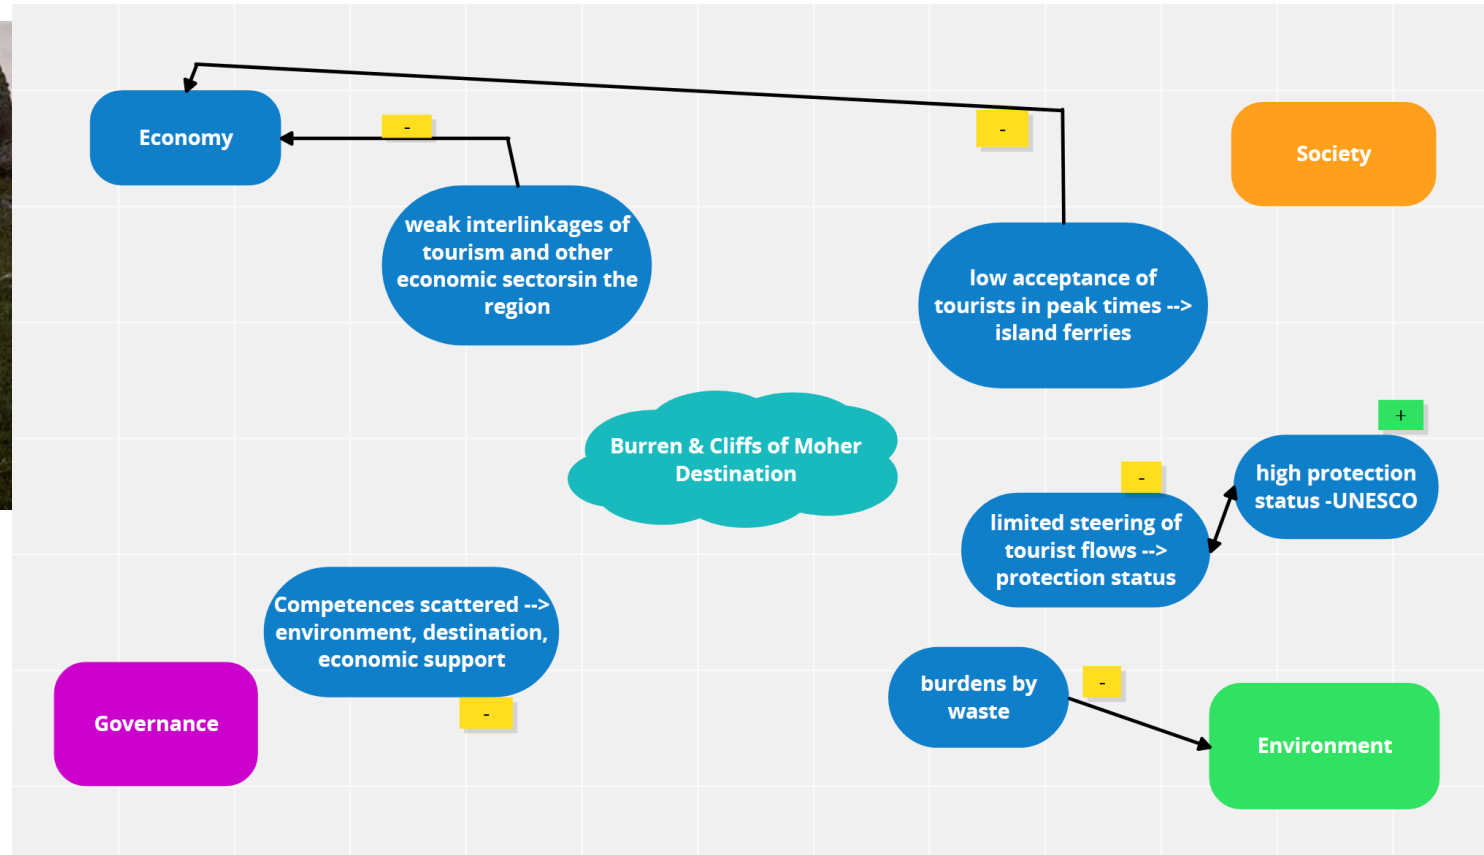 Economy
-
-
Society
weak interlinkages of
tourism and other
economic sectorsin the
region
low acceptance of
tourists in peak times -->
island ferries
+
Burren & Cliffs of Moher
Destination
-
high protection
status -UNESCO
limited steering of
tourist flows -->
protection status
Competences scattered -->
environment, destination,
economic support
-
Governance
burdens by
waste
-
Environment